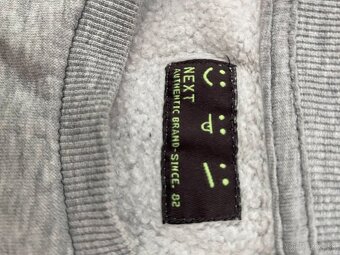 NEXT
AUTHENTIC BRAND-SINCE. 82